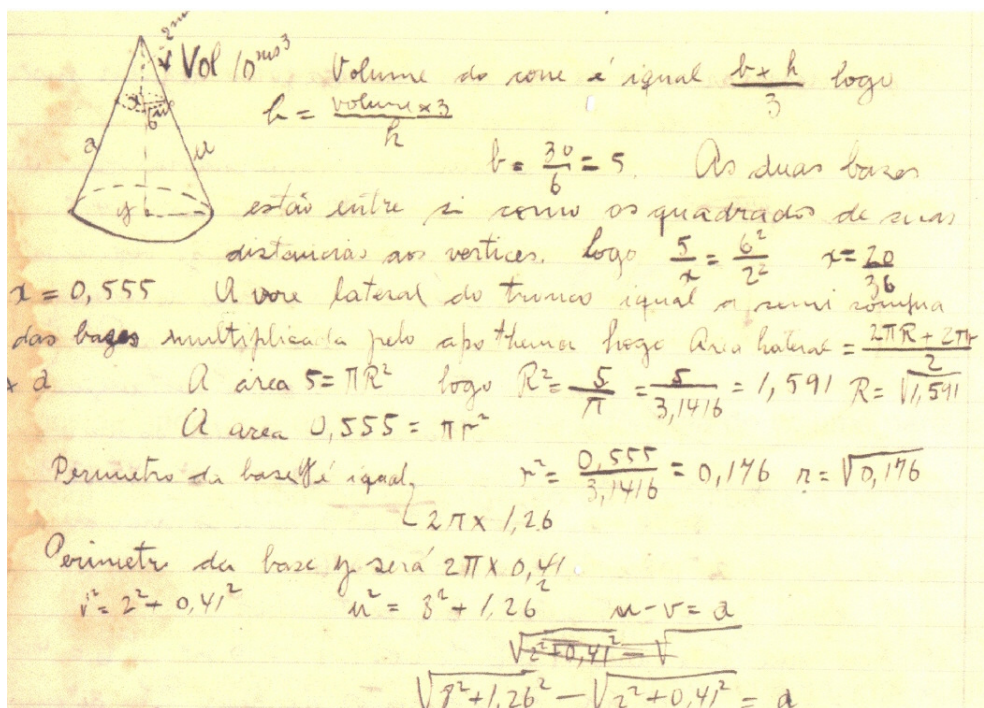 2m
Vol 10 ms³ Volume do cone é igual b × h / 3 logo
h = volume × 3 / h
b = 30/6 = 5. As duas bases
estão entre si como os quadrados de suas
distancias aos vertices. Logo 5/x = 6²/2² x = 20/36
x = 0,555 A lateral do tronco igual a semi somma
das bases multiplicada pelo apothema logo Area lateral = 2πR + 2πr / 2
× a A área 5 = πR² logo R² = 5/π = 5/3,1416 = 1,591 R = √1,591
A area 0,555 = πr²
Perimetro da base y é igual r² = 0,555/3,1416 = 0,176 r = √0,176
2π × 1,26
Perimetro da base y será 2π × 0,41
v² = 2² + 0,41² u² = 3² + 1,26² u - v = a
√2² + 0,41² - √
√8² + 1,26² - √2² + 0,41² = a